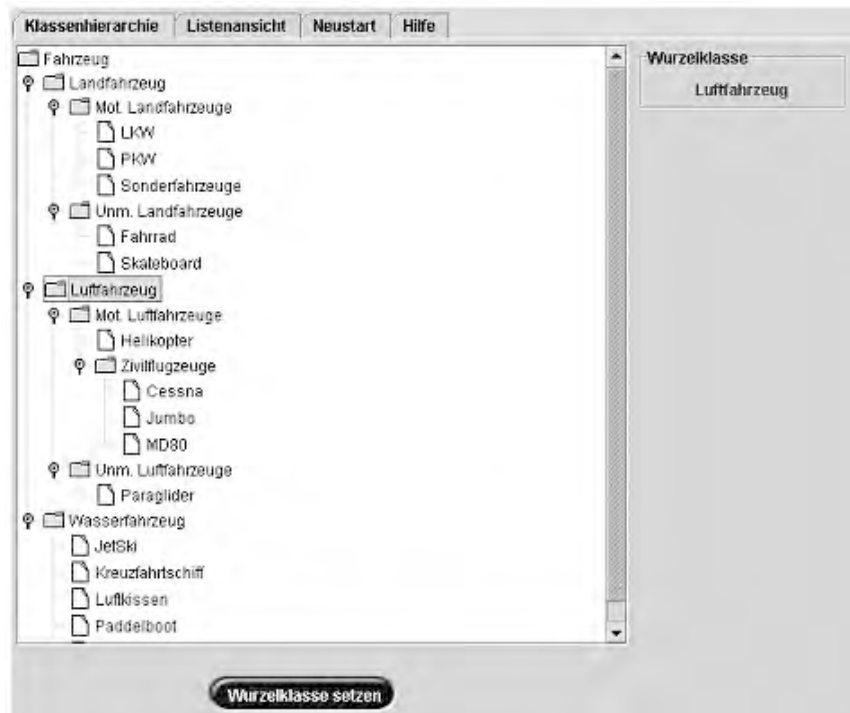 Klassenhierarchie Listenansicht Neustart Hilfe
Fahrzeug
Wurzelklasse
Landfahrzeug
Luftfahrzeug
Mot. Landfahrzeuge
LKW
PKW
Sonderfahrzeuge
Unm. Landfahrzeuge
Fahrrad
Skateboard
Luftfahrzeug
Mot. Luftfahrzeuge
Helikopter
Zivilflugzeuge
Cessna
Jumbo
MD80
Unm. Luftfahrzeuge
Paraglider
Wasserfahrzeug
JetSki
Kreuzfahrtschiff
Luftkissen
Paddelboot
Wurzelklasse setzen